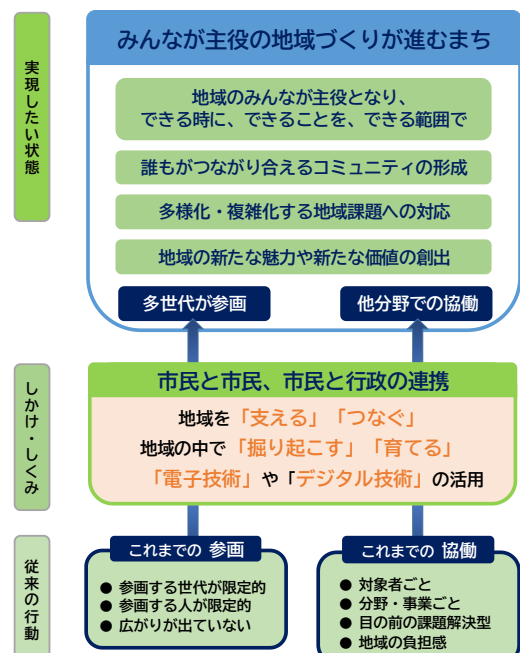 実現したい状態
みんなが主役の地域づくりが進むまち
地域のみんなが主役となり、
できる時に、できることを、できる範囲で
誰もがつながり合えるコミュニティの形成
多様化・複雑化する地域課題への対応
地域の新たな魅力や新たな価値の創出
多世代が参画
他分野での協働
しかけ・しくみ
市民と市民、市民と行政の連携
地域を「支える」「つなぐ」
地域の中で「掘り起こす」「育てる」
「電子技術」や「デジタル技術」の活用
従来の行動
これまでの 参画
● 参画する世代が限定的
● 参画する人が限定的
● 広がりが出ていない
これまでの 協働
● 対象者ごと
● 分野・事業ごと
● 目の前の課題解決型
● 地域の負担感